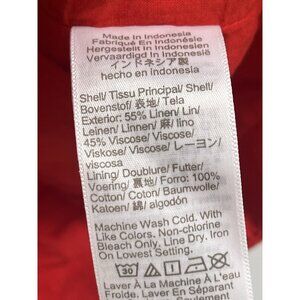 Made In Indonesia
Fabriqué En Indonésie
Hergestellt In Indonesien
Vervaardigd In Indonesië
インドネシア製
hecho en Indonesia
Shell/ Tissu Principal/ Shell/
Bovenstof/ 表地/ Tela
Exterior: 55% Linen/ Lin/
Leinen/ Linnen/ 麻/ lino
45% Viscose/ Viscose/
Viskose/ Viscose/ レーヨン/
viscosa
Lining/ Doublure/ Futter/
Voering/ 裏地/ Forro: 100%
Cotton/ Coton/ Baumwolle/
Katoen/ 綿/ algodón
Machine Wash Cold. With
Like Colors. Non-chlorine
Bleach Only. Line Dry. Iron
On Lowest Setting.
30
Laver À La Machine À L'Eau
Froide. Laver En Séparant